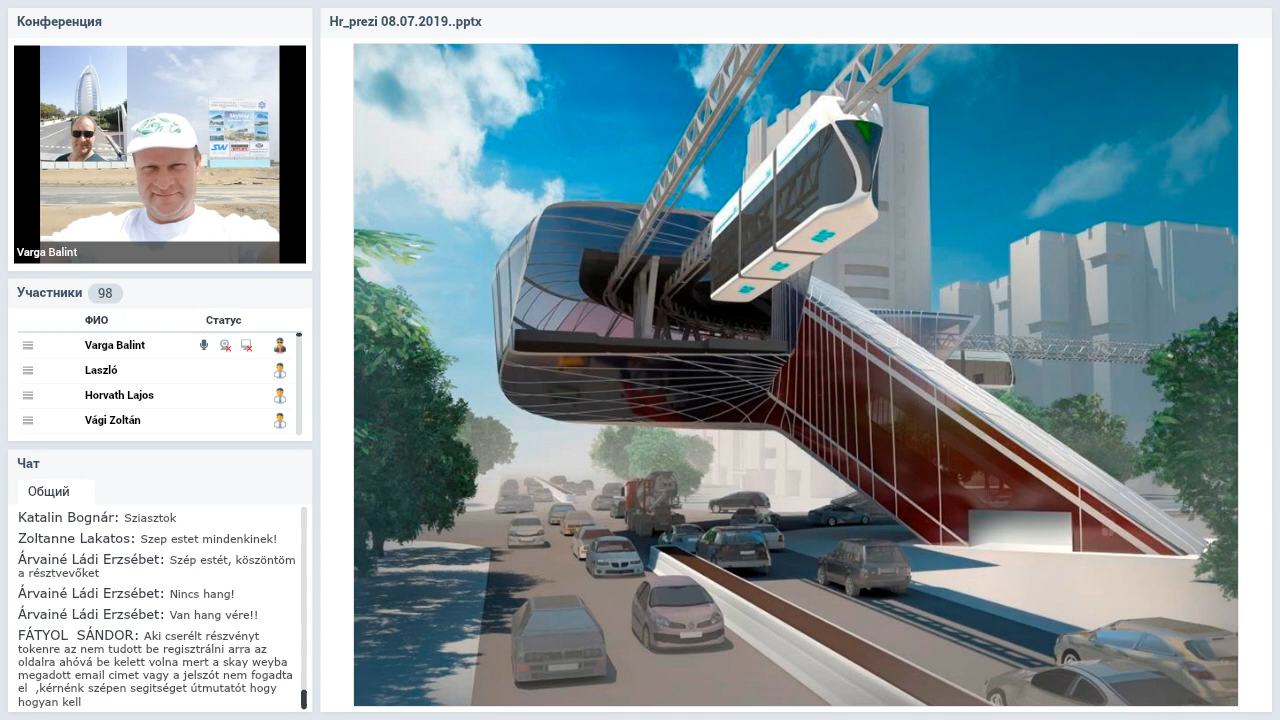 Конференция
Varga Balint
Участники 98
ФИО Статус
Varga Balint
Laszló
Horvath Lajos
Vági Zoltán
Чат
Общий
Katalin Bognár: Sziasztok
Zoltanne Lakatos: Szep estet mindenkinek!
Árvainé Ládi Erzsébet: Szép estét, köszöntöm
a résztvevőket
Árvainé Ládi Erzsébet: Nincs hang!
Árvainé Ládi Erzsébet: Van hang vére!!
FÁTYOL SÁNDOR: Aki cserélt részvényt
tokenre az nem tudott be regisztrálni arra az
oldalra ahóvá be kelett volna mert a skay weyba
megadott email cimet vagy a jelszót nem fogadta
el ,kérnénk szépen segitséget útmutatót hogy
hogyan kell
Hr_prezi 08.07.2019..pptx
SkyWay
SW